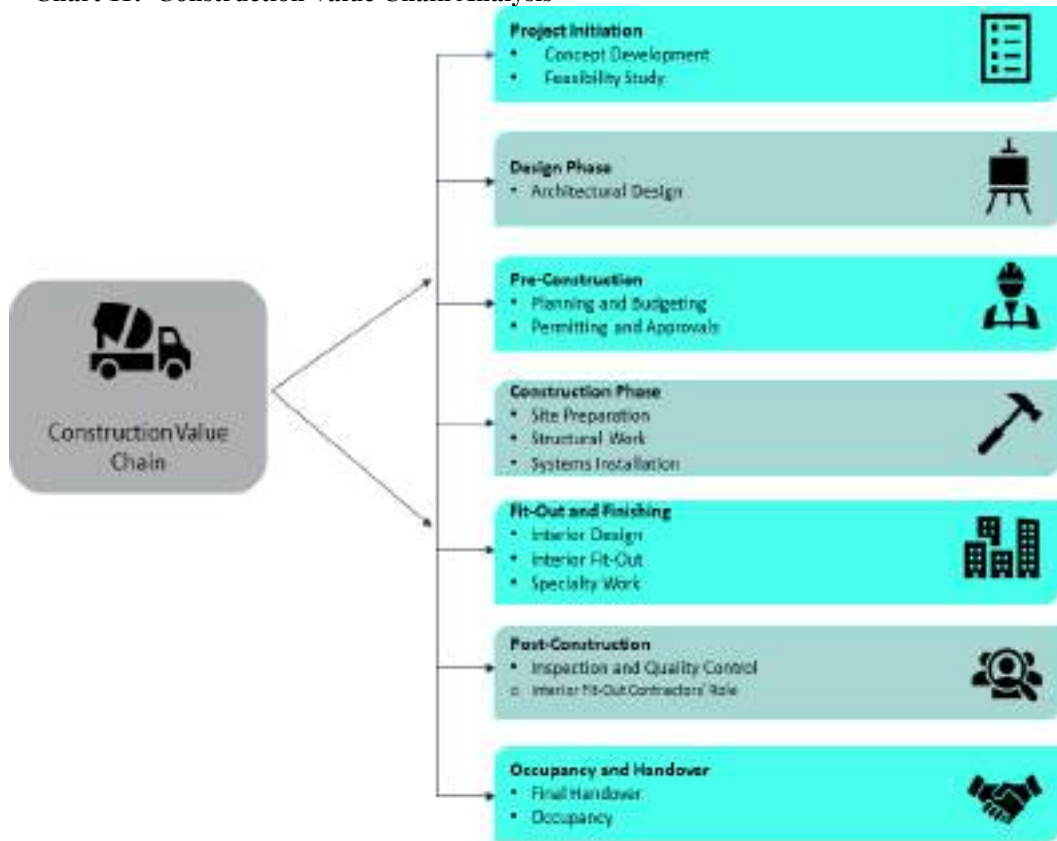 Chart 11: Construction Value Chain Analysis
Project Initiation
• Concept Development
• Feasibility Study
Design Phase
• Architectural Design
Pre-Construction
• Planning and Budgeting
• Permitting and Approvals
Construction Value
Chain
Construction Phase
• Site Preparation
• Structural Work
• Systems Installation
Fit-Out and Finishing
• Interior Design
• Interior Fit-Out
• Specialty Work
Post-Construction
• Inspection and Quality Control
o Interior Fit-Out Contractors' Role
Occupancy and Handover
• Final Handover
• Occupancy